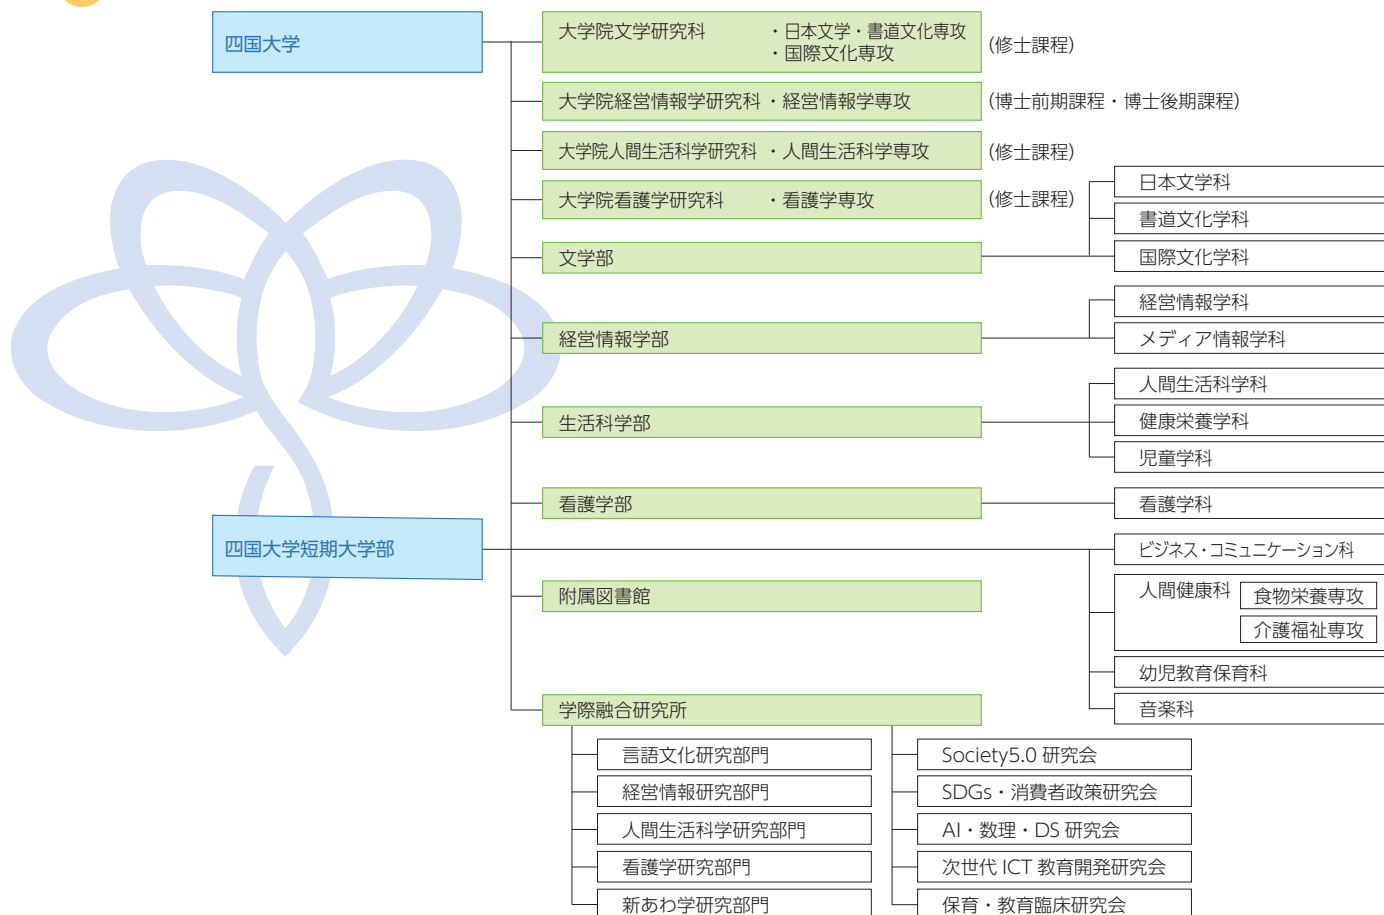 四国大学
大学院文学研究科 ・日本文学・書道文化専攻
・国際文化専攻
(修士課程)
大学院経営情報学研究科 ・経営情報学専攻 (博士前期課程・博士後期課程)
大学院人間生活科学研究科 ・人間生活科学専攻 (修士課程)
大学院看護学研究科 ・看護学専攻 (修士課程)
文学部
日本文学科
書道文化学科
国際文化学科
経営情報学部
経営情報学科
メディア情報学科
生活科学部
人間生活科学科
健康栄養学科
児童学科
看護学部
看護学科
四国大学短期大学部
ビジネス・コミュニケーション科
人間健康科
食物栄養専攻
介護福祉専攻
幼児教育保育科
音楽科
附属図書館
学際融合研究所
言語文化研究部門
経営情報研究部門
人間生活科学研究部門
看護学研究部門
新あわ学研究部門
Society5.0 研究会
SDGs・消費者政策研究会
AI・数理・DS 研究会
次世代 ICT 教育開発研究会
保育・教育臨床研究会